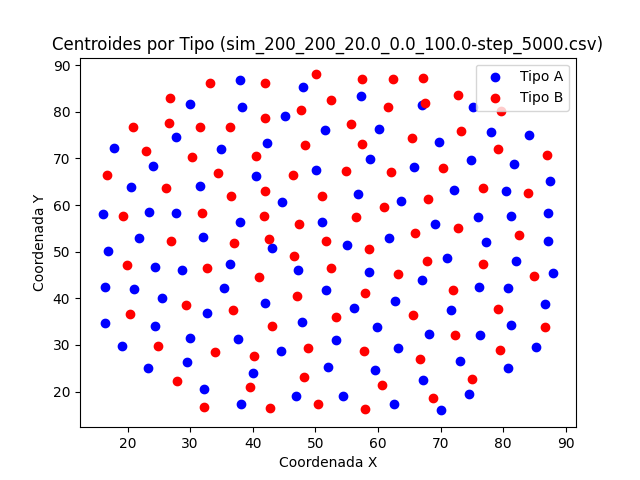 Centroides por Tipo (sim_200_200_20.0_0.0_100.0-step_5000.csv)
Tipo A
Tipo B
90
80
70
60
50
40
30
20
Coordenada Y
20 30 40 50 60 70 80 90
Coordenada X